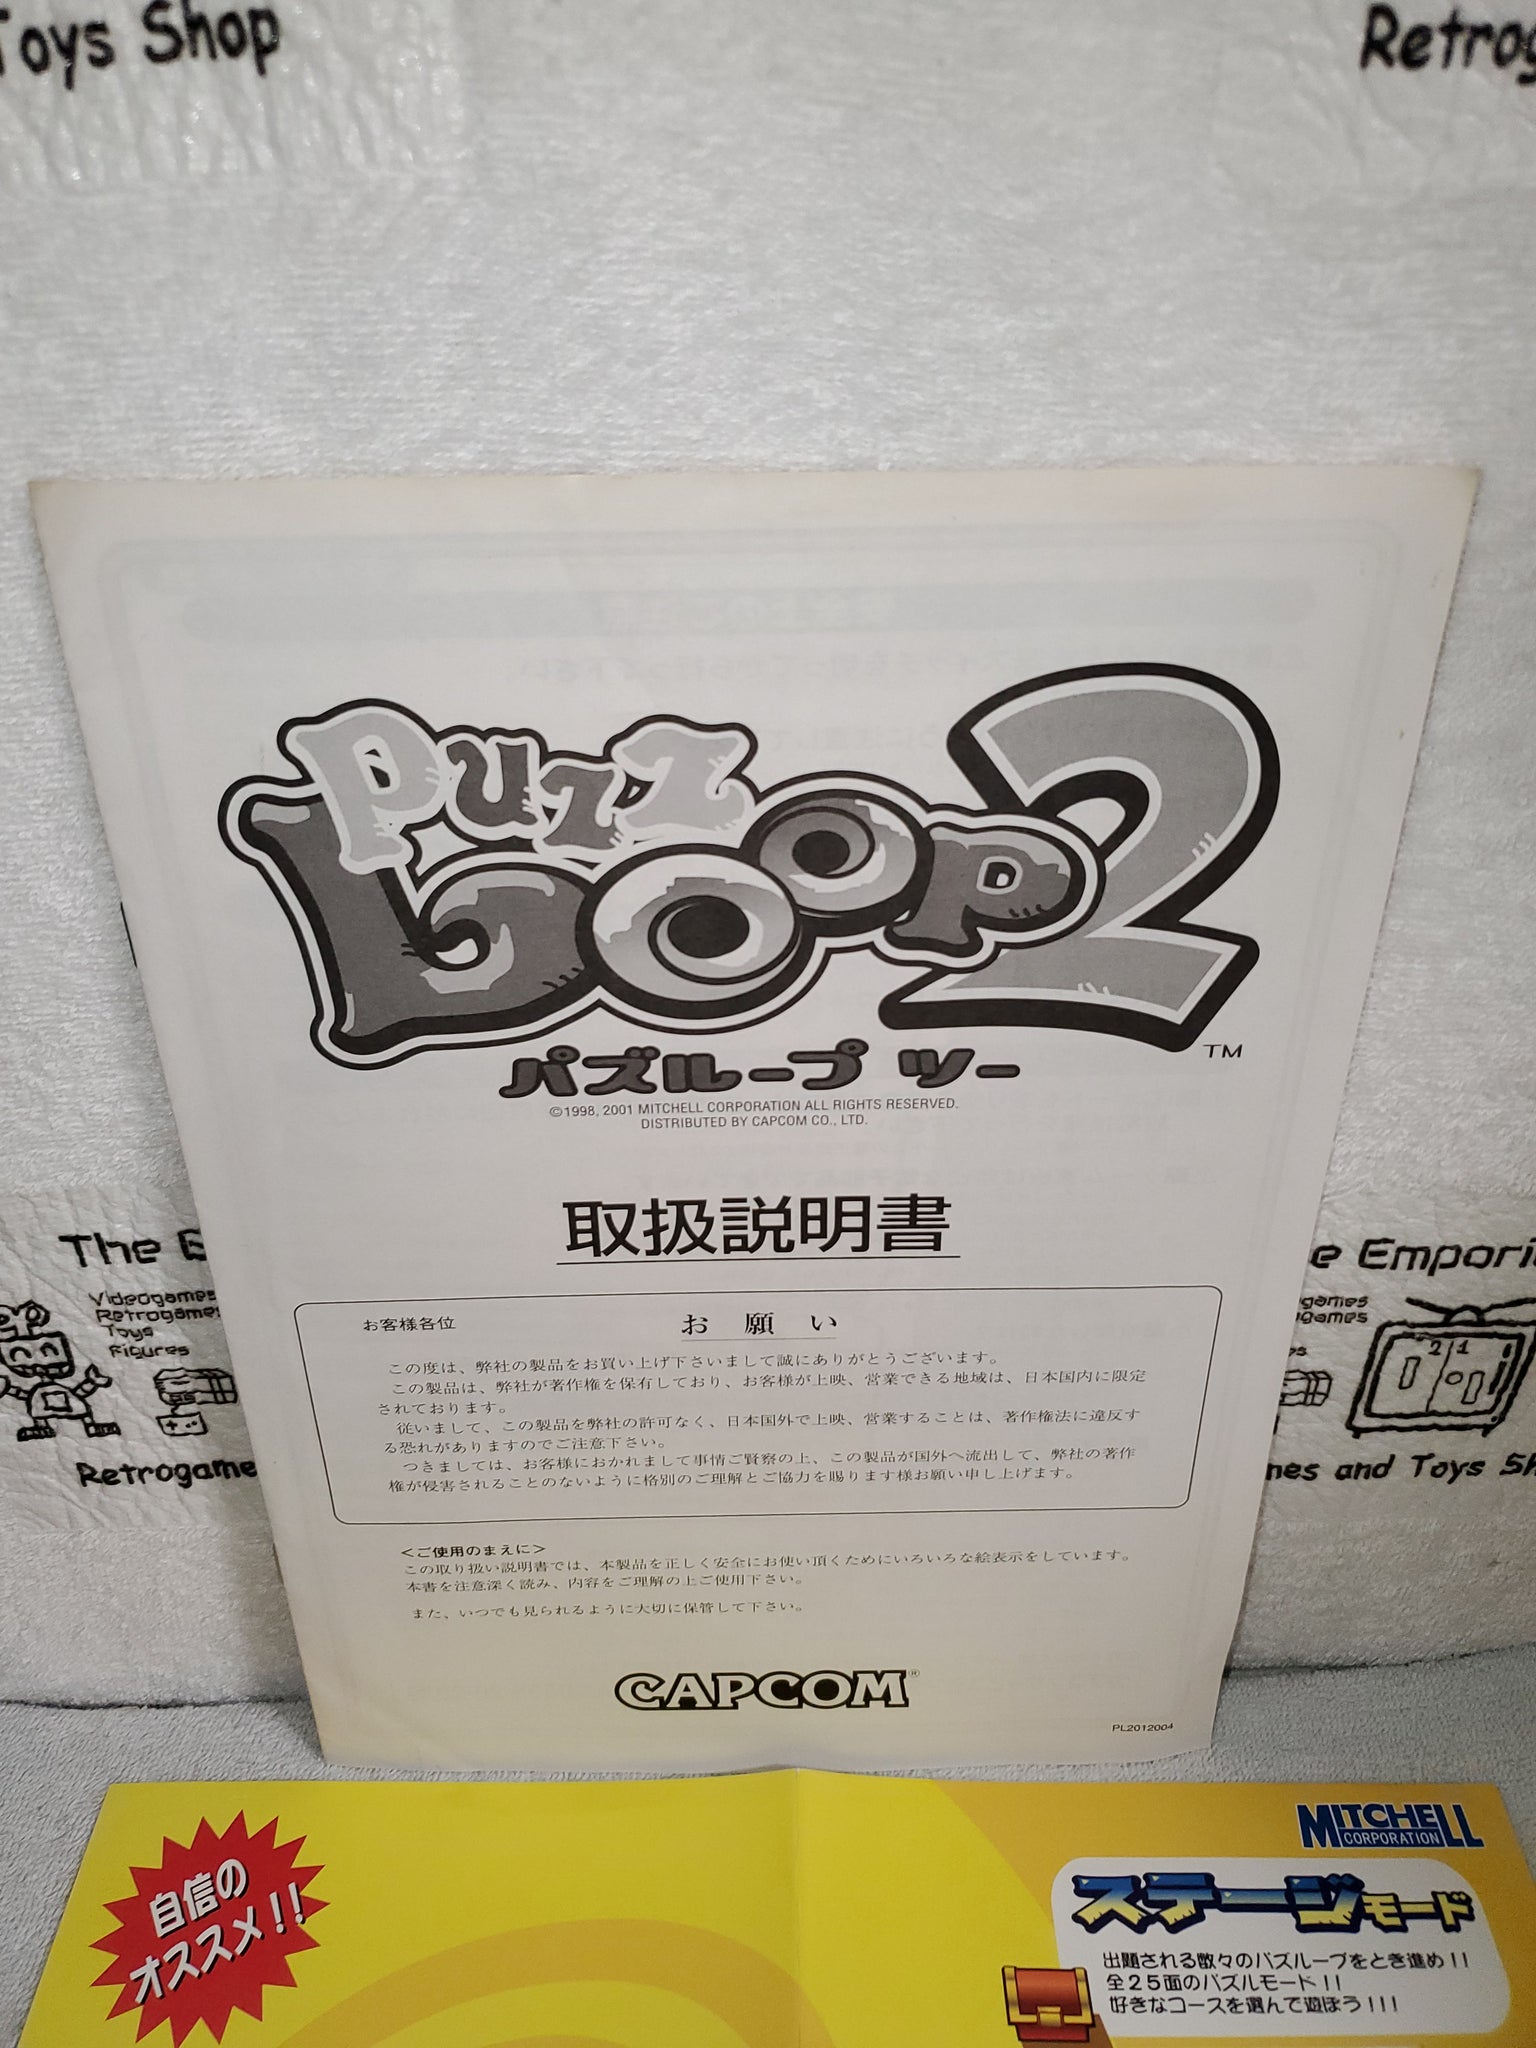 Toys Shop
Retrog
Puzz
Loop 2
TM
パズループ ツー
©1998, 2001 MITCHELL CORPORATION ALL RIGHTS RESERVED.
DISTRIBUTED BY CAPCOM CO., LTD.
取扱説明書
お客様各位
お願い
この度は、弊社の製品をお買い上げ下さいまして誠にありがとうございます。
この製品は、弊社が著作権を保有しており、お客様が上映、営業できる地域は、日本国内に限定
されております。
従いまして、この製品を弊社の許可なく、日本国外で上映、営業することは、著作権法に違反す
る恐れがありますのでご注意下さい。
つきましては、お客様におかれまして事情ご賢察の上、この製品が国外へ流出して、弊社の著作
権が侵害されることのないように格別のご理解とご協力を賜ります様お願い申し上げます。
<ご使用のまえに>
この取り扱い説明書では、本製品を正しく安全にお使い頂くためにいろいろな絵表示をしています。
本書を注意深く読み、内容をご理解の上ご使用下さい。
また、いつでも見られるように大切に保管して下さい。
CAPCOM®
PL2012004
The E
Videogames
Retrogames
Toys
Figures
Retrogame
e Empori
games
ogames
es
21
mes and Toys Sh
自信の
オススメ!!
MITCHELL
CORPORATION
ステージモード
出題される数々のパズループをとき進め!!
全25面のパズルモード!!
好きなコースを選んで遊ぼう!!!